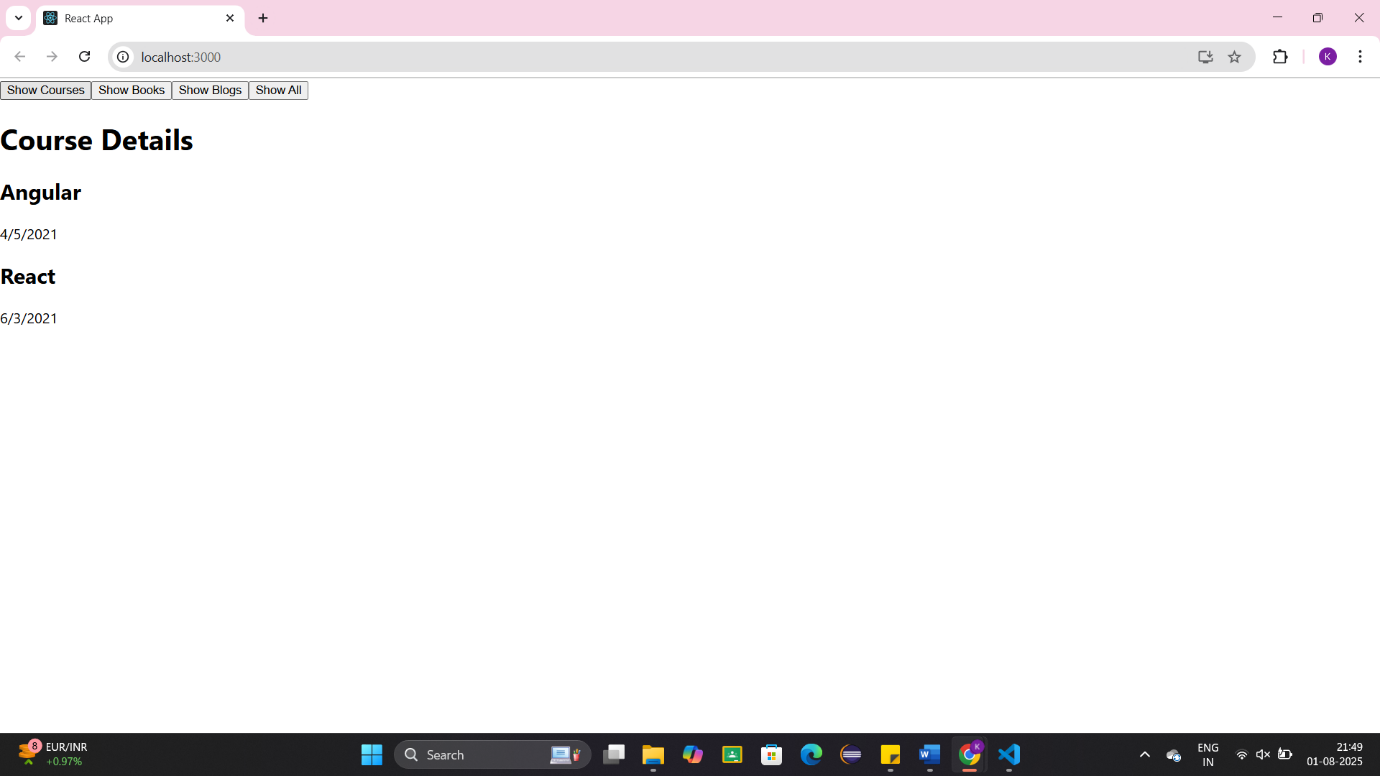 React App
localhost:3000
K
Show Courses Show Books Show Blogs Show All
Course Details
Angular
4/5/2021
React
6/3/2021
8 EUR/INR
+0.97%
Search
W
K
ENG
IN
21:49
01-08-2025